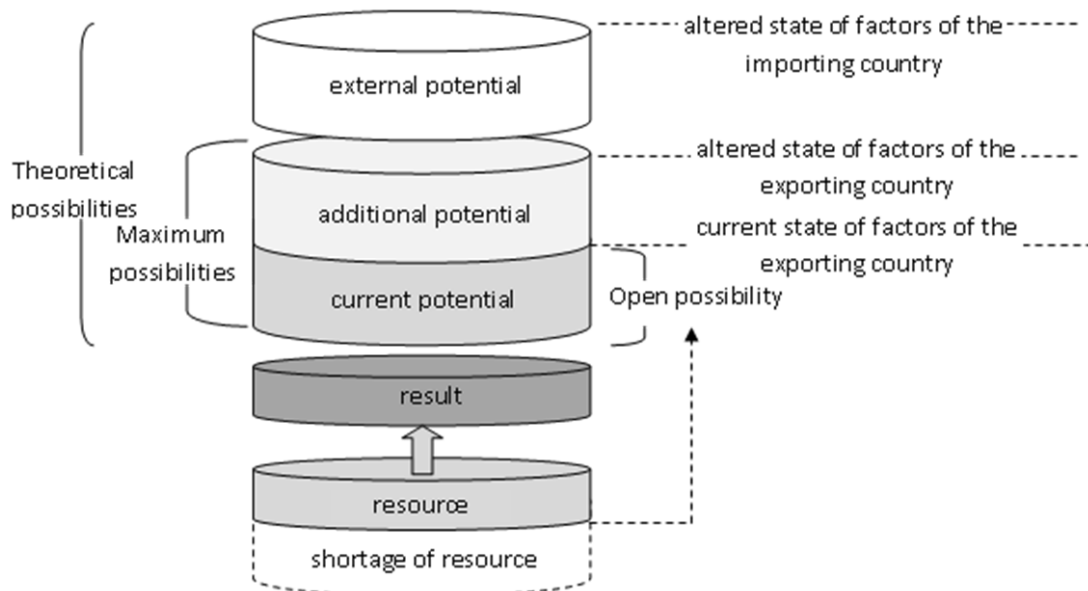 altered state of factors of the
importing country
external potential
Theoretical
possibilities
Maximum
possibilities
altered state of factors of the
exporting country
additional potential
current state of factors of the
exporting country
current potential
Open possibility
result
resource
shortage of resource